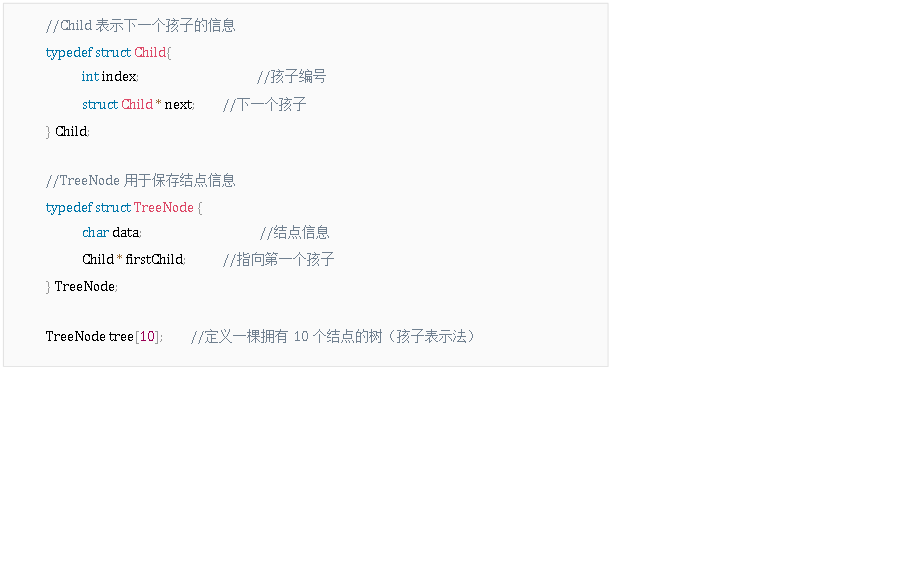 //Child 表示下一个孩子的信息
typedef struct Child{
int index; //孩子编号
struct Child * next; //下一个孩子
} Child;
//TreeNode 用于保存结点信息
typedef struct TreeNode {
char data; //结点信息
Child * firstChild; //指向第一个孩子
} TreeNode;
TreeNode tree[10]; //定义一棵拥有 10 个结点的树（孩子表示法）